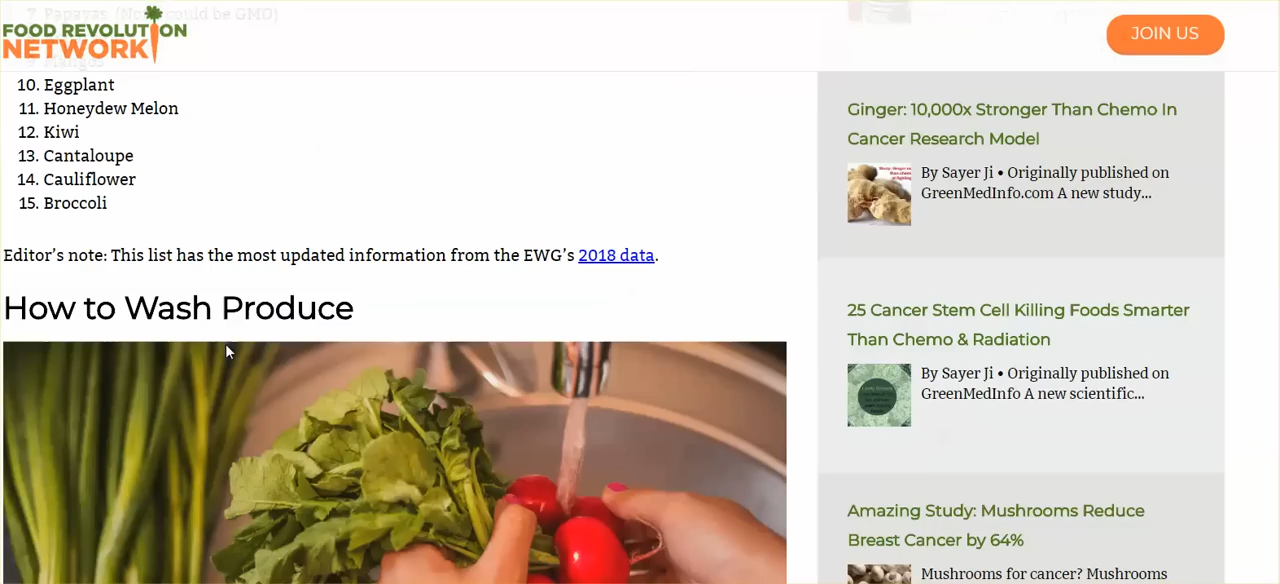 7. Papayas
FOOD REVOLUTION
NETWORK
JOIN US
10. Eggplant
11. Honeydew Melon
12. Kiwi
13. Cantaloupe
14. Cauliflower
15. Broccoli
Editor’s note: This list has the most updated information from the EWG’s 2018 data.
How to Wash Produce
Ginger: 10,000x Stronger Than Chemo In
Cancer Research Model
By Sayer Ji • Originally published on
GreenMedInfo.com A new study...
25 Cancer Stem Cell Killing Foods Smarter
Than Chemo & Radiation
By Sayer Ji • Originally published on
GreenMedInfo A new scientific...
Amazing Study: Mushrooms Reduce
Breast Cancer by 64%
Mushrooms for cancer? Mushrooms